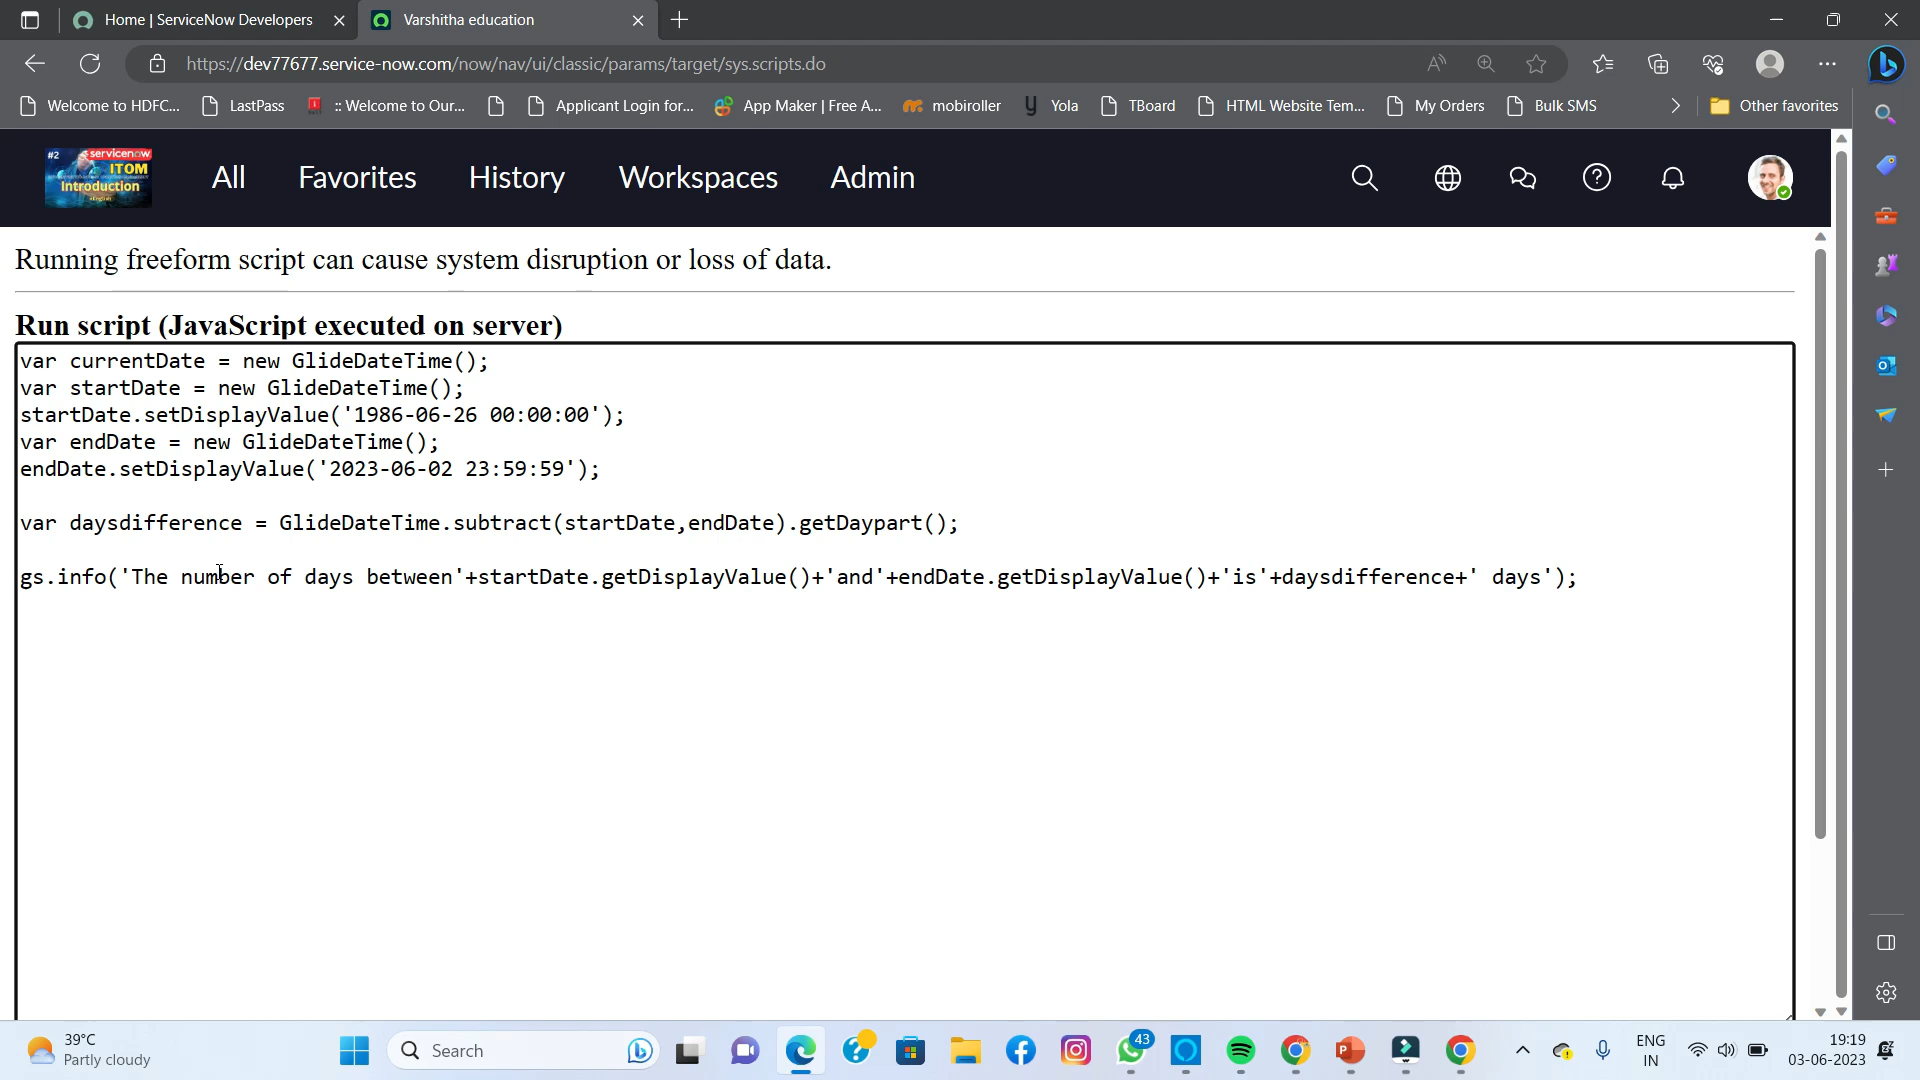 Home | ServiceNow Developers
Varshitha education
https://dev77677.service-now.com/now/nav/ui/classic/params/target/sys.scripts.do
Welcome to HDFC...
LastPass
:: Welcome to Our...
Applicant Login for...
App Maker | Free A...
mobiroller
Yola
TBoard
HTML Website Tem...
My Orders
Bulk SMS
Other favorites
#2 servicenow
ITOM
Introduction
All
Favorites
History
Workspaces
Admin
Running freeform script can cause system disruption or loss of data.
Run script (JavaScript executed on server)
var currentDate = new GlideDateTime();
var startDate = new GlideDateTime();
startDate.setDisplayValue('1986-06-26 00:00:00');
var endDate = new GlideDateTime();
endDate.setDisplayValue('2023-06-02 23:59:59');
var daysdifference = GlideDateTime.subtract(startDate,endDate).getDaypart();
gs.info('The number of days between'+startDate.getDisplayValue()+'and'+endDate.getDisplayValue()+'is'+daysdifference+' days');
39°C
Partly cloudy
Search
43
ENG
IN
19:19
03-06-2023